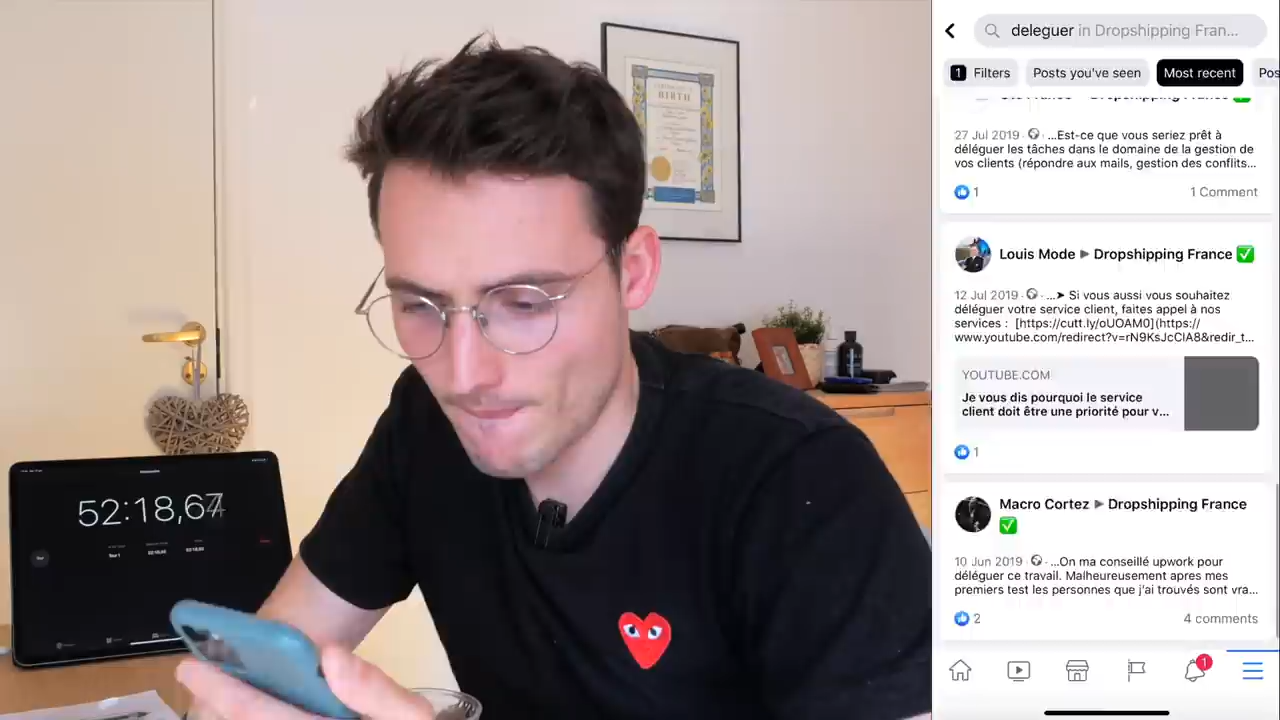 BIRTH
52:18,67
deleguer in Dropshipping Fran...
1 Filters
Posts you've seen
Most recent
Pos
27 Jul 2019 · ...Est-ce que vous seriez prêt à
déléguer les tâches dans le domaine de la gestion de
vos clients (répondre aux mails, gestion des conflits...
1
1 Comment
Louis Mode ▸ Dropshipping France ✅
12 Jul 2019 · ...➤ Si vous aussi vous souhaitez
déléguer votre service client, faites appel à nos
services : [https://cutt.ly/oUOAM0](https://
www.youtube.com/redirect?v=rN9KsJcClA8&redir_t...
YOUTUBE.COM
Je vous dis pourquoi le service
client doit être une priorité pour v...
1
Macro Cortez ▸ Dropshipping France
✅
10 Jun 2019 · ...On ma conseillé upwork pour
déléguer ce travail. Malheureusement apres mes
premiers test les personnes que j'ai trouvés sont vra...
2
4 comments
1